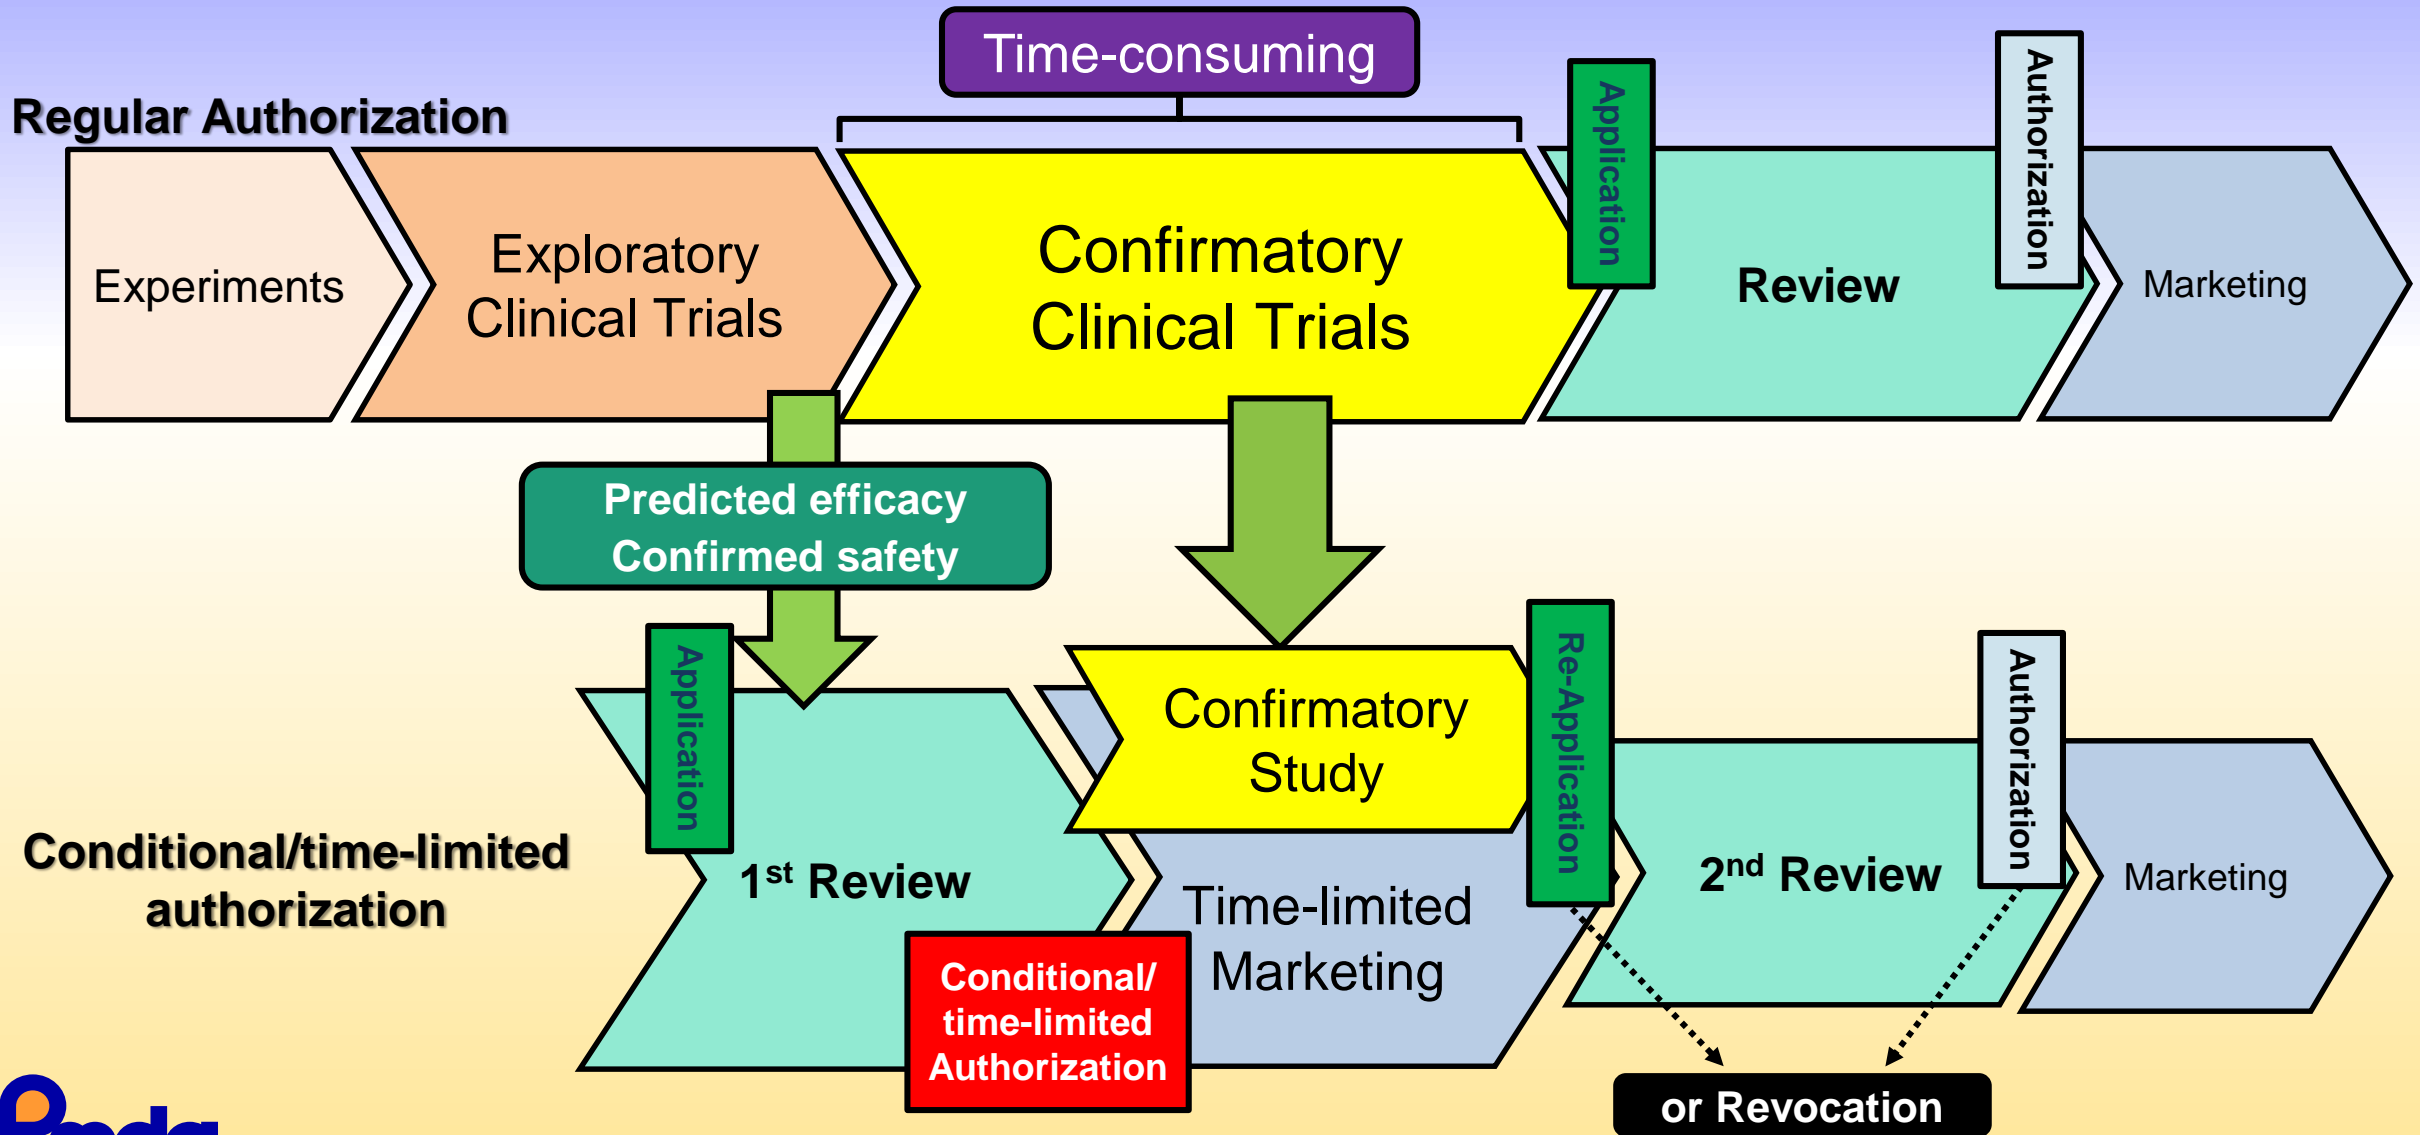 Time-consuming
Regular Authorization
Experiments
Exploratory
Clinical Trials
Confirmatory
Clinical Trials
Application
Review
Authorization
Marketing
Predicted efficacy
Confirmed safety
Conditional/time-limited
authorization
Application
1st Review
Conditional/
time-limited
Authorization
Confirmatory
Study
Time-limited
Marketing
Re-Application
2nd Review
Authorization
Marketing
or Revocation
Pmda